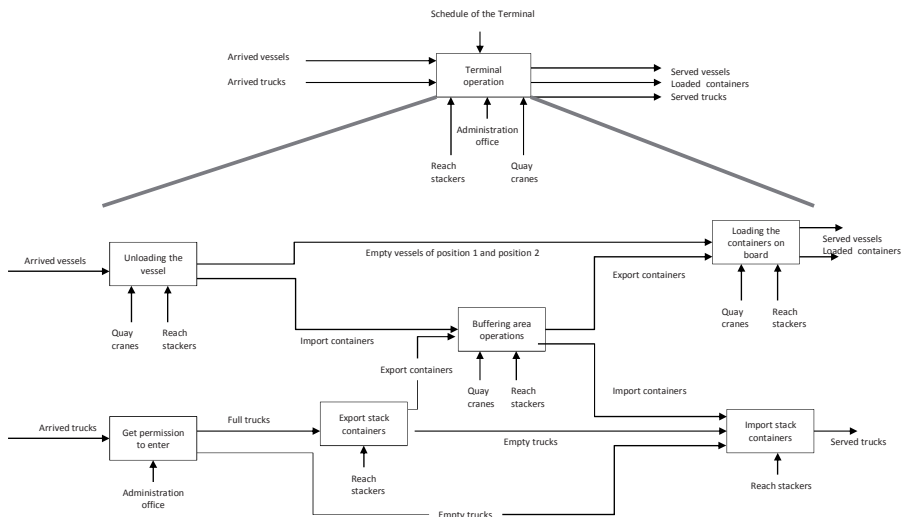 Schedule of the Terminal
Arrived vessels
Arrived trucks
Terminal
operation
Served vessels
Loaded containers
Served trucks
Administration
office
Reach
stackers
Quay
cranes
Loading the
containers on
board
Served vessels
Loaded containers
Arrived vessels
Unloading the
vessel
Empty vessels of position 1 and position 2
Export containers
Quay
cranes
Reach
stackers
Quay
cranes
Reach
stackers
Import containers
Buffering area
operations
Export containers
Quay
cranes
Reach
stackers
Import containers
Arrived trucks
Get permission
to enter
Full trucks
Export stack
containers
Empty trucks
Import stack
containers
Served trucks
Administration
office
Reach
stackers
Reach stackers
Empty trucks